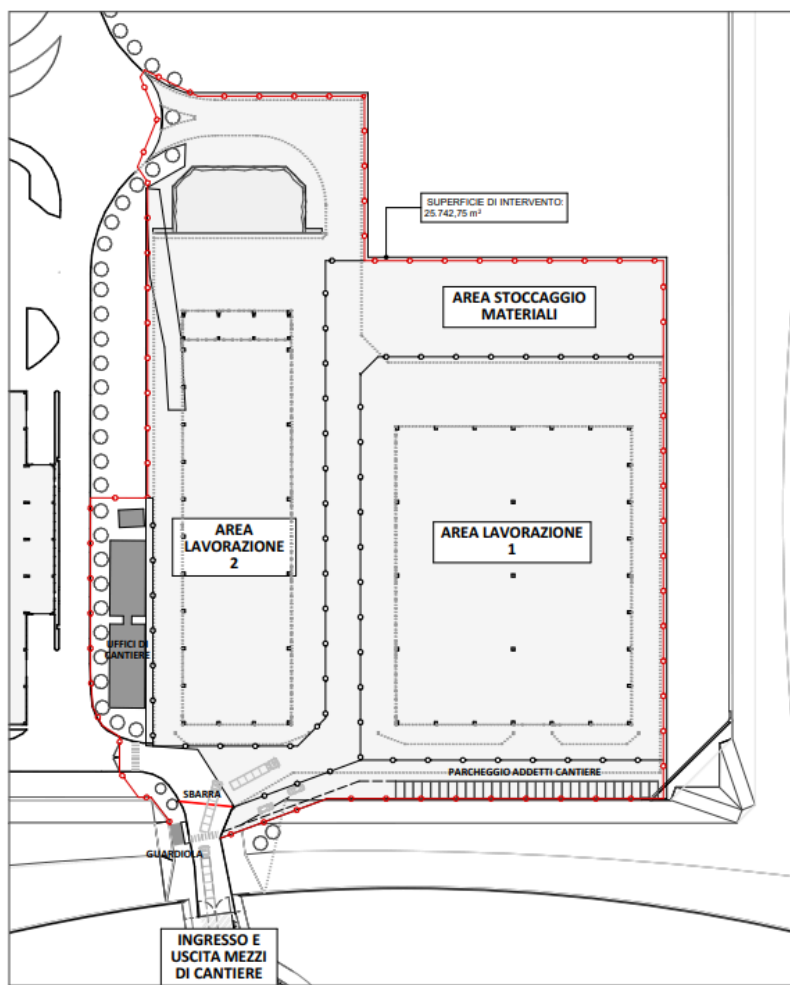 SUPERFICIE DI INTERVENTO:
25.742,75 m²
AREA STOCCAGGIO
MATERIALI
AREA
LAVORAZIONE
2
AREA LAVORAZIONE
1
UFFICI DI
CANTIERE
PARCHEGGIO ADDETTI CANTIERE
SBARRA
GUARDIOLA
INGRESSO E
USCITA MEZZI
DI CANTIERE